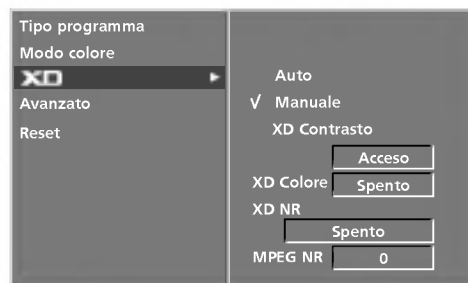 Tipo programma
Modo colore
XD
Avanzato
Reset
Auto
√ Manuale
XD Contrasto
Acceso
XD Colore Spento
XD NR
Spento
MPEG NR 0